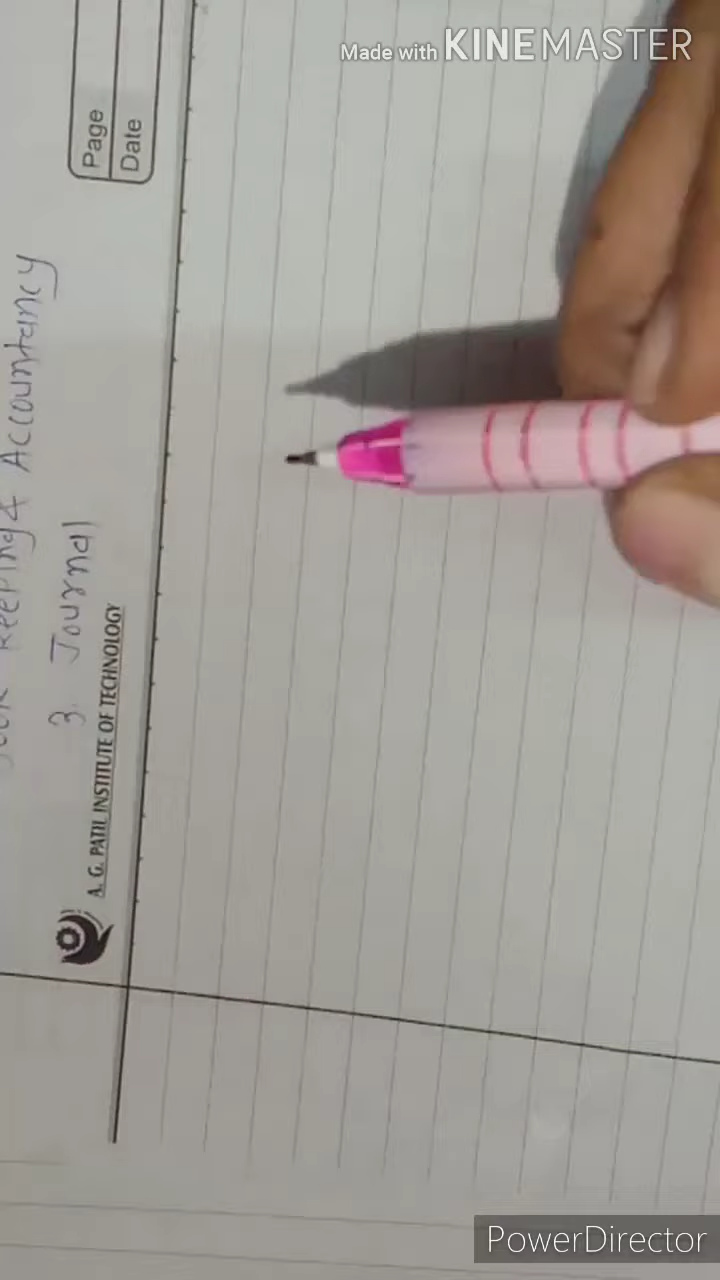 Made with KINEMASTER
Page
Date
Keeping & Accountancy
3. Journal
A. G. PATIL INSTITUTE OF TECHNOLOGY
PowerDirector